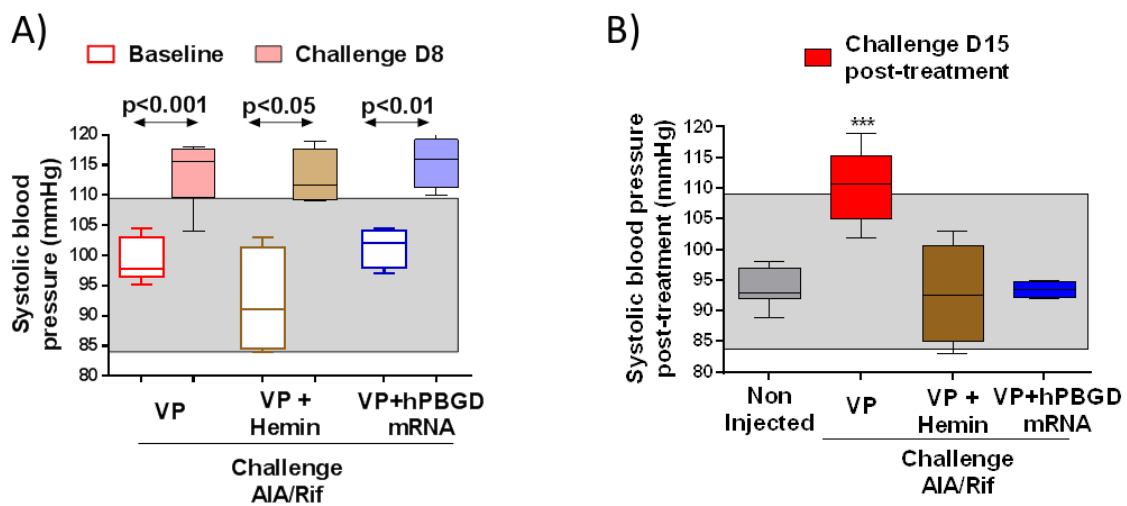 A)
Baseline
Challenge D8
p<0.001
p<0.05
p<0.01
Systolic blood
pressure (mmHg)
120
115
110
105
100
95
90
85
80
VP
VP +
Hemin
VP+hPBGD
mRNA
Challenge
AIA/Rif
B)
Challenge D15
post-treatment
***
Systolic blood pressure
post-treatment (mmHg)
120
115
110
105
100
95
90
85
80
Non
Injected
VP
VP +
Hemin
VP+hPBGD
mRNA
Challenge
AIA/Rif